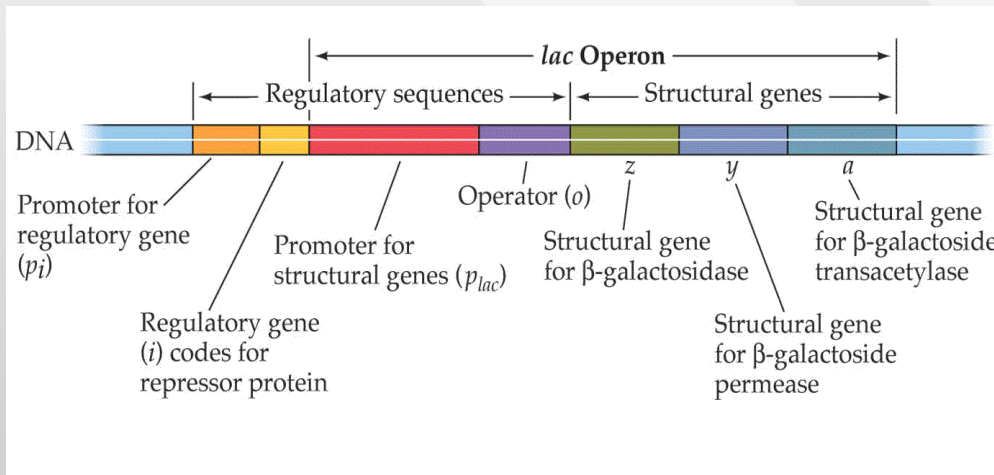 lac Operon
Regulatory sequences
Structural genes
DNA
z
y
a
Promoter for
regulatory gene
(pi)
Regulatory gene
(i) codes for
repressor protein
Promoter for
structural genes (plac)
Operator (o)
Structural gene
for β-galactosidase
Structural gene
for β-galactoside
permease
Structural gene
for β-galactoside
transacetylase